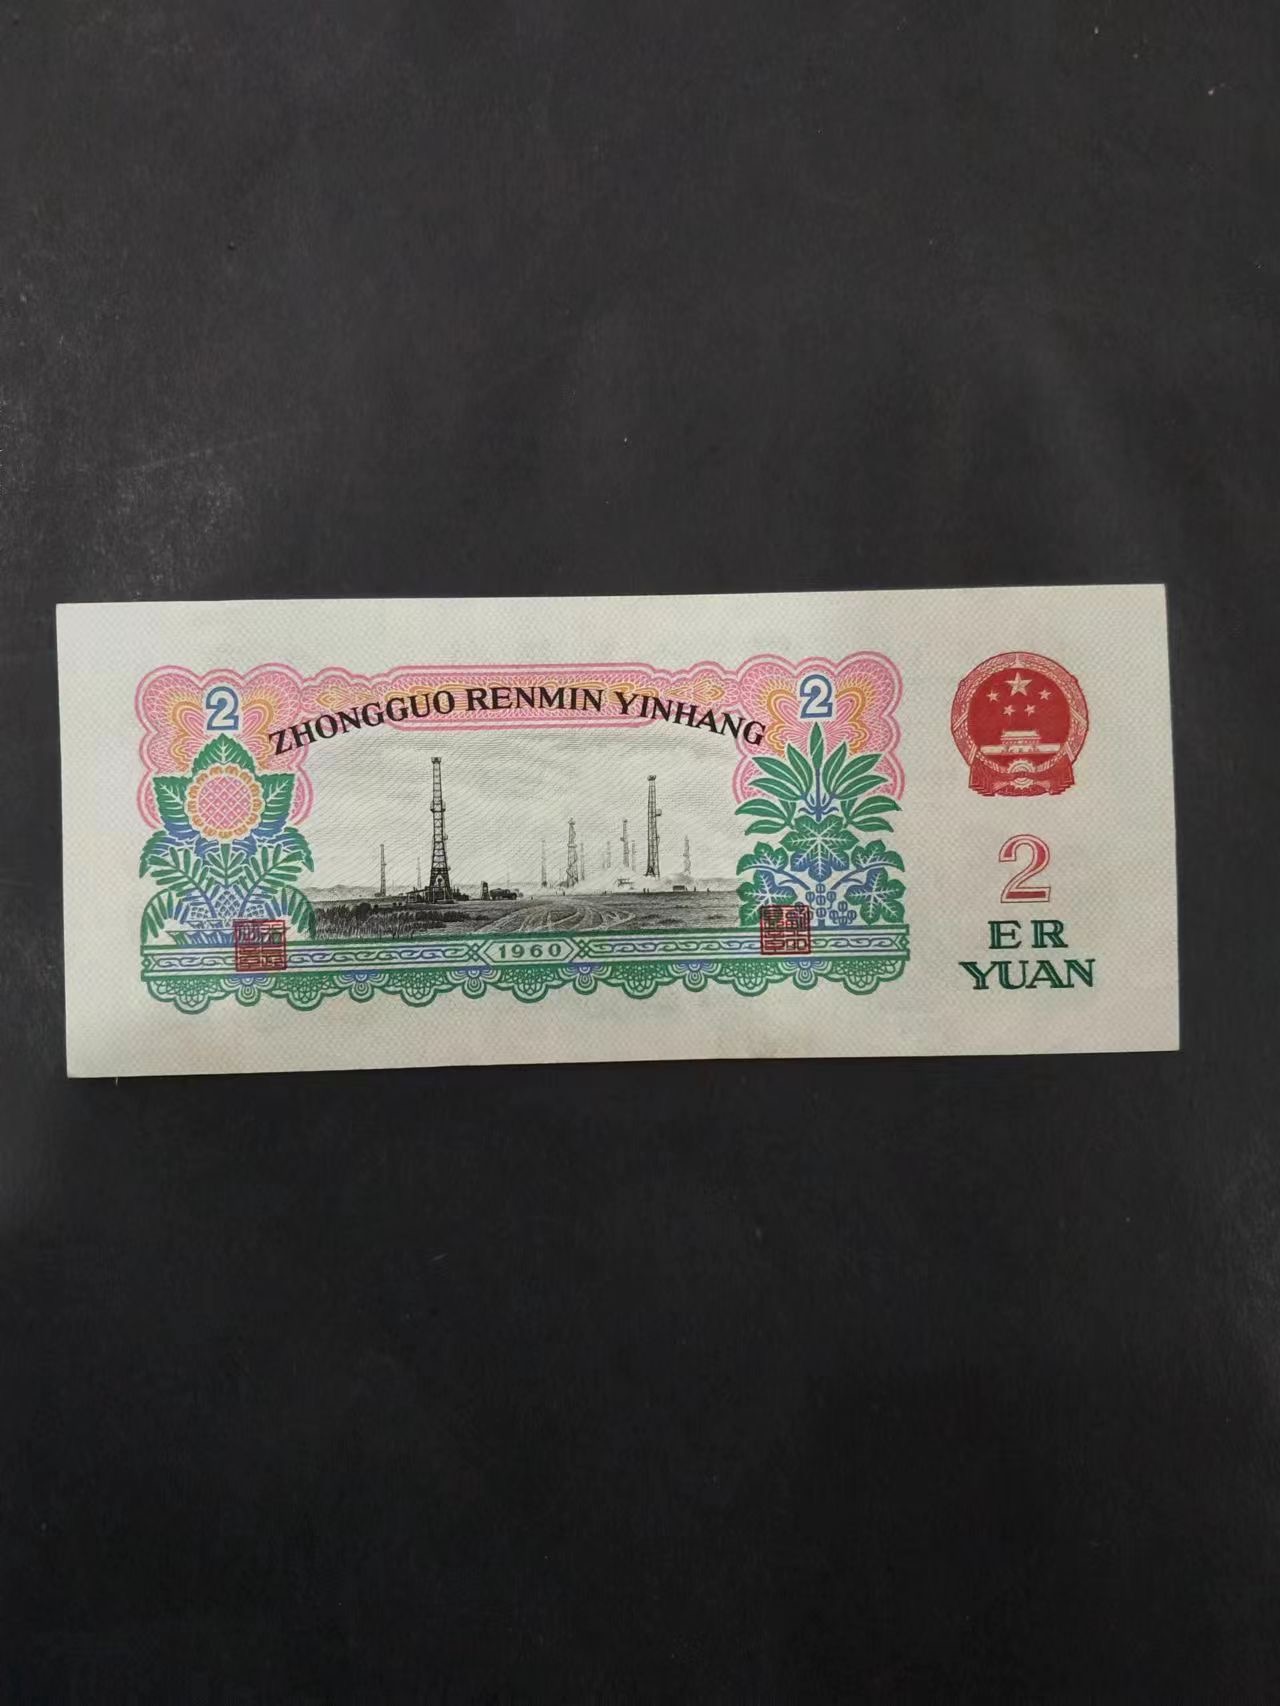 2
2
ZHONGGUO RENMIN YINHANG
1960
2
ER
YUAN